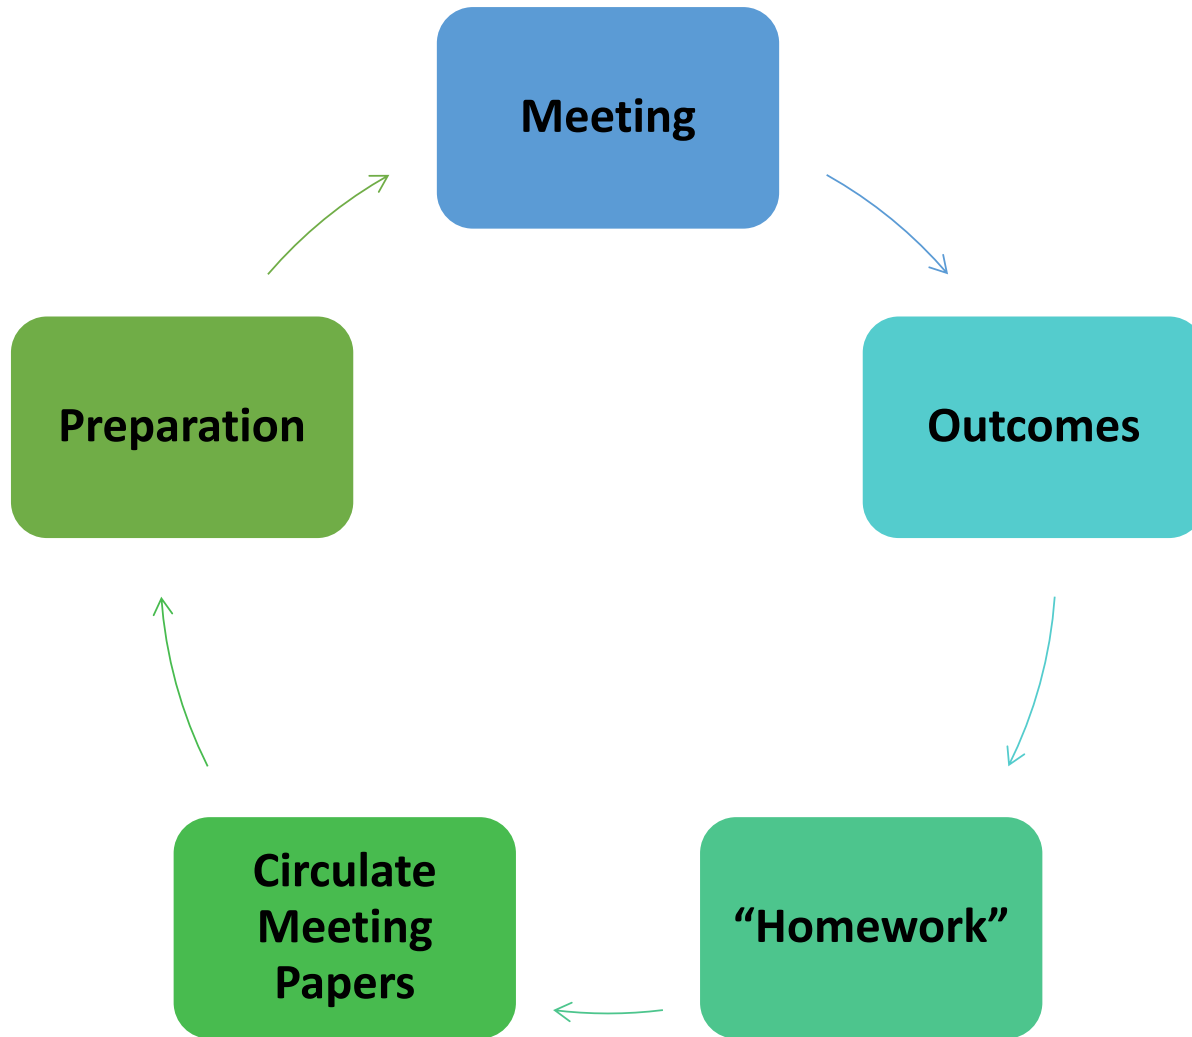 Meeting
Preparation
Outcomes
Circulate
Meeting
Papers
“Homework”